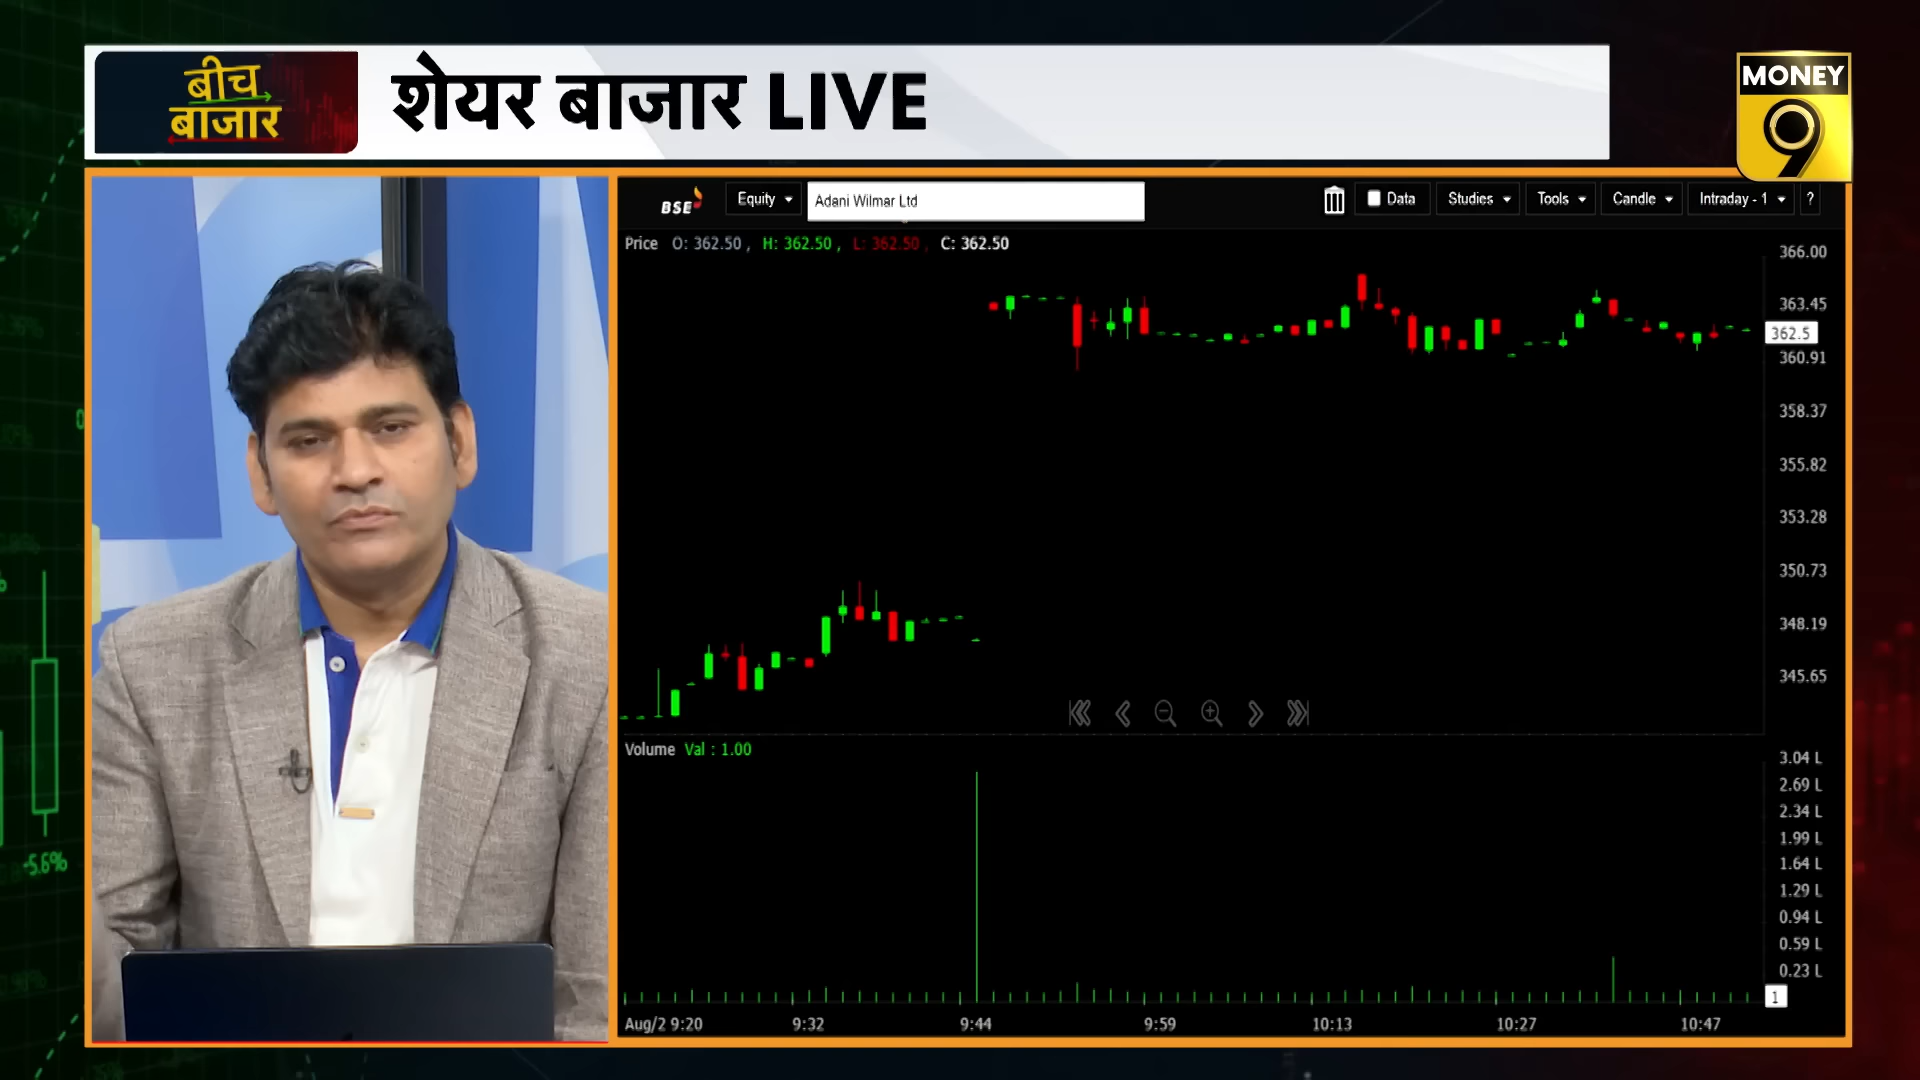 बीच
बाजार
शेयर बाजार LIVE
MONEY
9
BSE
Equity
Adani Wilmar Ltd
Data
Studies
Tools
Candle
Intraday - 1
?
Price O: 362.50 , H: 362.50 , L: 362.50 , C: 362.50
366.00
363.45
362.5
360.91
358.37
355.82
353.28
350.73
348.19
345.65
Volume Val : 1.00
3.04 L
2.69 L
2.34 L
1.99 L
1.64 L
1.29 L
0.94 L
0.59 L
0.23 L
1
Aug/2 9:20 9:32 9:44 9:59 10:13 10:27 10:47
-5.6%